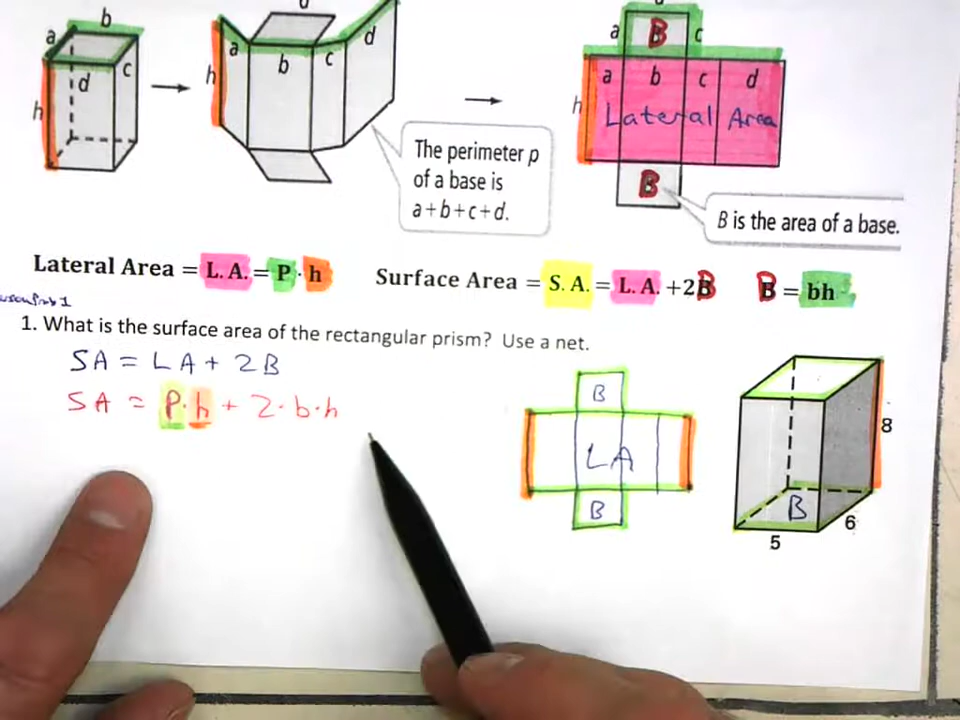 b
a
d
c
h
a
b
c
d
h
a
B
c
a
b
c
d
h
Lateral Area
B
The perimeter p
of a base is
a+b+c+d.
B is the area of a base.
Lateral Area = L. A. = P · h
Surface Area = S. A. = L. A. +2B
B = bh
1. What is the surface area of the rectangular prism? Use a net.
SA = LA + 2B
SA = P·h + 2·b·h
B
LA
B
8
B
6
5